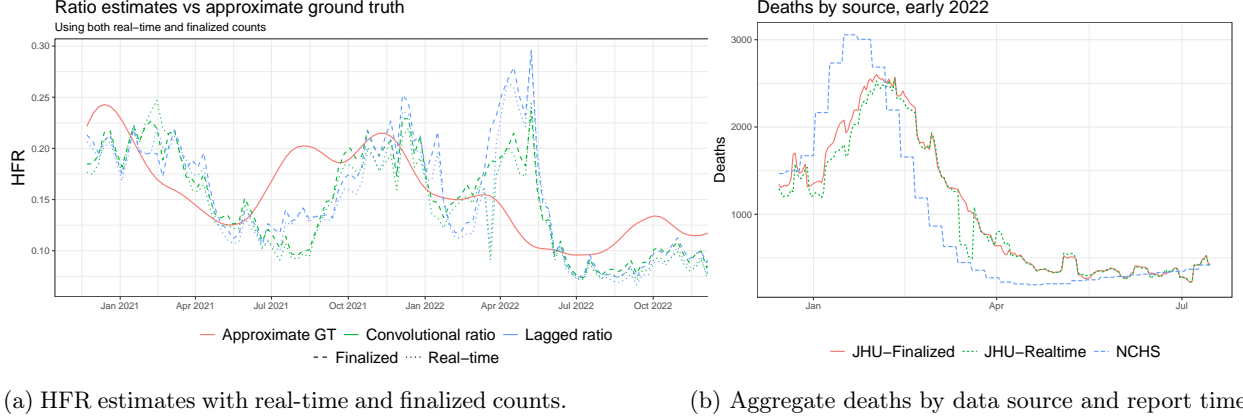 Ratio estimates vs approximate ground truth
Using both real−time and finalized counts
HFR
0.30
0.25
0.20
0.15
0.10
Jan 2021
Apr 2021
Jul 2021
Oct 2021
Jan 2022
Apr 2022
Jul 2022
Oct 2022
Approximate GT
Convolutional ratio
Lagged ratio
Finalized
Real−time
(a) HFR estimates with real-time and finalized counts.
Deaths by source, early 2022
Deaths
3000
2000
1000
Jan
Apr
Jul
JHU−Finalized
JHU−Realtime
NCHS
(b) Aggregate deaths by data source and report time